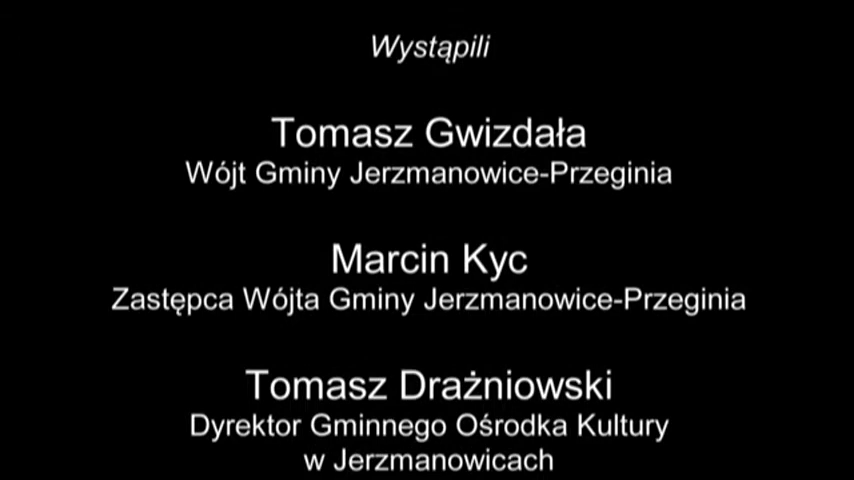 Wystąpili
Tomasz Gwizdała
Wójt Gminy Jerzmanowice-Przeginia
Marcin Kyc
Zastępca Wójta Gminy Jerzmanowice-Przeginia
Tomasz Drażniowski
Dyrektor Gminnego Ośrodka Kultury
w Jerzmanowicach